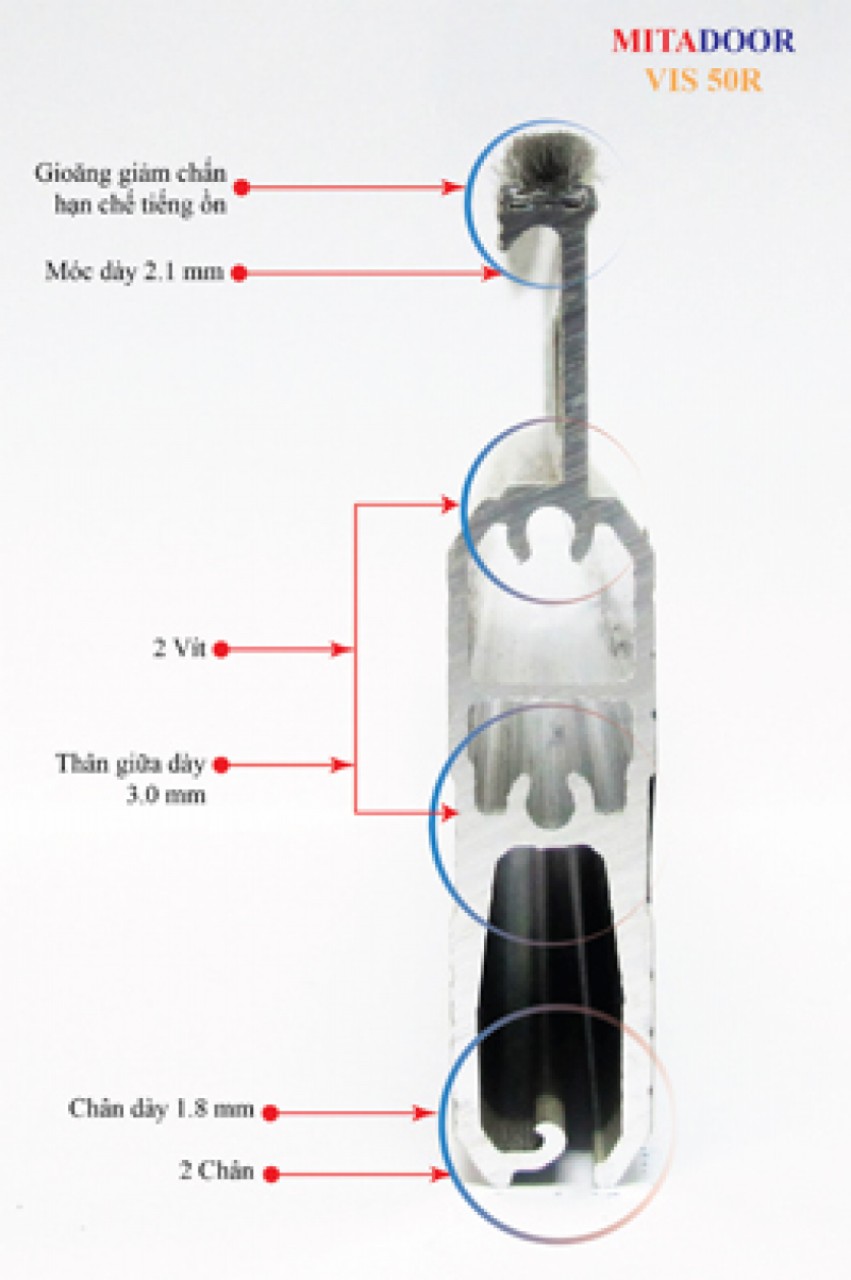 MITADOOR
VIS 50R
Gioăng giảm chấn
hạn chế tiếng ồn
Móc dày 2.1 mm
2 Vít
Thân giữa dày
3.0 mm
Chân dày 1.8 mm
2 Chân